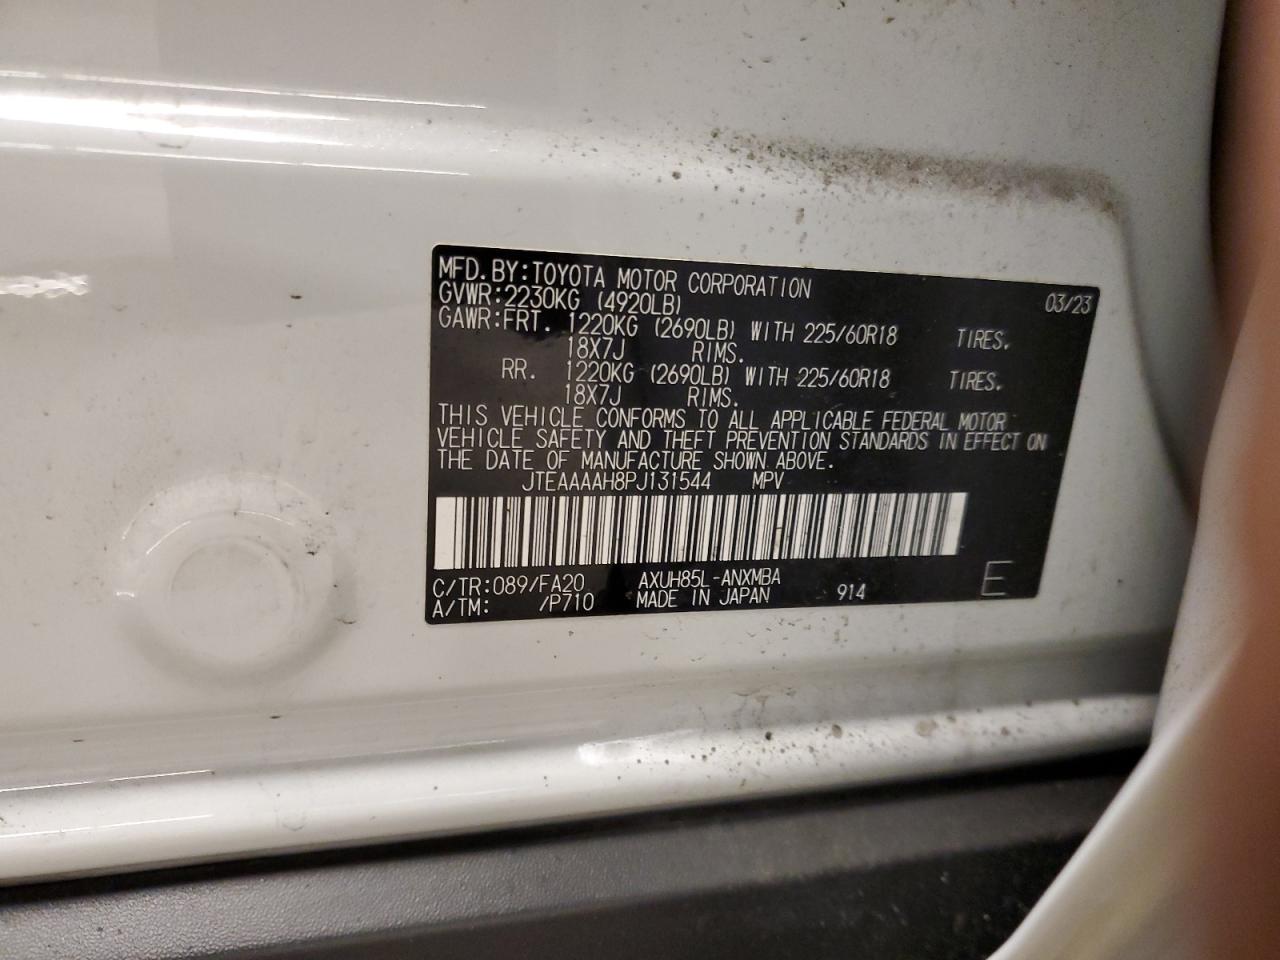 MFD.BY:TOYOTA MOTOR CORPORATION 03/23
GVWR:2230KG (4920LB)
GAWR:FRT. 1220KG (2690LB) WITH 225/60R18 TIRES.
18X7J RIMS.
RR. 1220KG (2690LB) WITH 225/60R18 TIRES.
18X7J RIMS.
THIS VEHICLE CONFORMS TO ALL APPLICABLE FEDERAL MOTOR
VEHICLE SAFETY AND THEFT PREVENTION STANDARDS IN EFFECT ON
THE DATE OF MANUFACTURE SHOWN ABOVE.
JTEAAAAH8PJ131544 MPV
C/TR:089/FA20 AXUH85L-ANXMBA
A/TM: /P710 MADE IN JAPAN 914 E